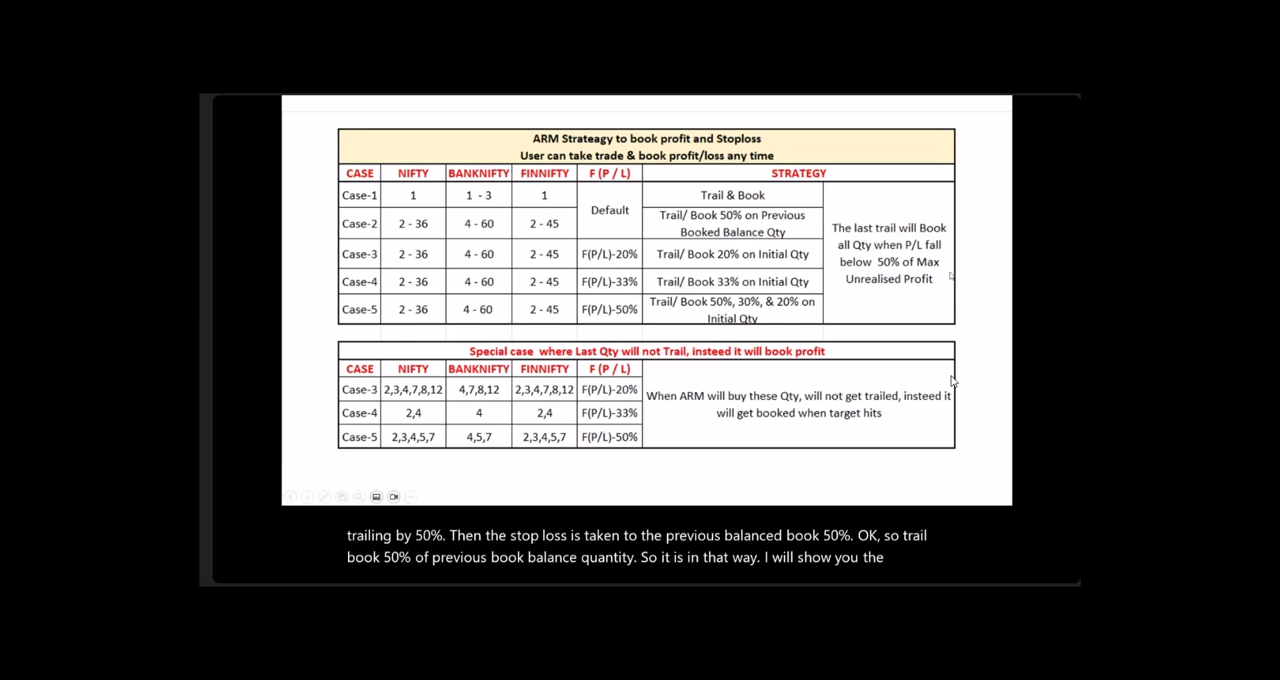 ARM Strateagy to book profit and Stoploss
User can take trade & book profit/loss any time
CASE NIFTY BANKNIFTY FINNIFTY F (P / L) STRATEGY
Case-1 1 1 - 3 1 Default Trail & Book
Case-2 2 - 36 4 - 60 2 - 45 Trail/ Book 50% on Previous
Booked Balance Qty
Case-3 2 - 36 4 - 60 2 - 45 F(P/L)-20% Trail/ Book 20% on Initial Qty
Case-4 2 - 36 4 - 60 2 - 45 F(P/L)-33% Trail/ Book 33% on Initial Qty
Case-5 2 - 36 4 - 60 2 - 45 F(P/L)-50% Trail/ Book 50%, 30%, & 20% on
Initial Qty
The last trail will Book
all Qty when P/L fall
below 50% of Max
Unrealised Profit
Special case where Last Qty will not Trail, insteed it will book profit
CASE NIFTY BANKNIFTY FINNIFTY F (P / L)
Case-3 2,3,4,7,8,12 4,7,8,12 2,3,4,7,8,12 F(P/L)-20%
Case-4 2,4 4 2,4 F(P/L)-33%
Case-5 2,3,4,5,7 4,5,7 2,3,4,5,7 F(P/L)-50%
When ARM will buy these Qty, will not get trailed, insteed it
will get booked when target hits
trailing by 50%. Then the stop loss is taken to the previous balanced book 50%. OK, so trail
book 50% of previous book balance quantity. So it is in that way. I will show you the